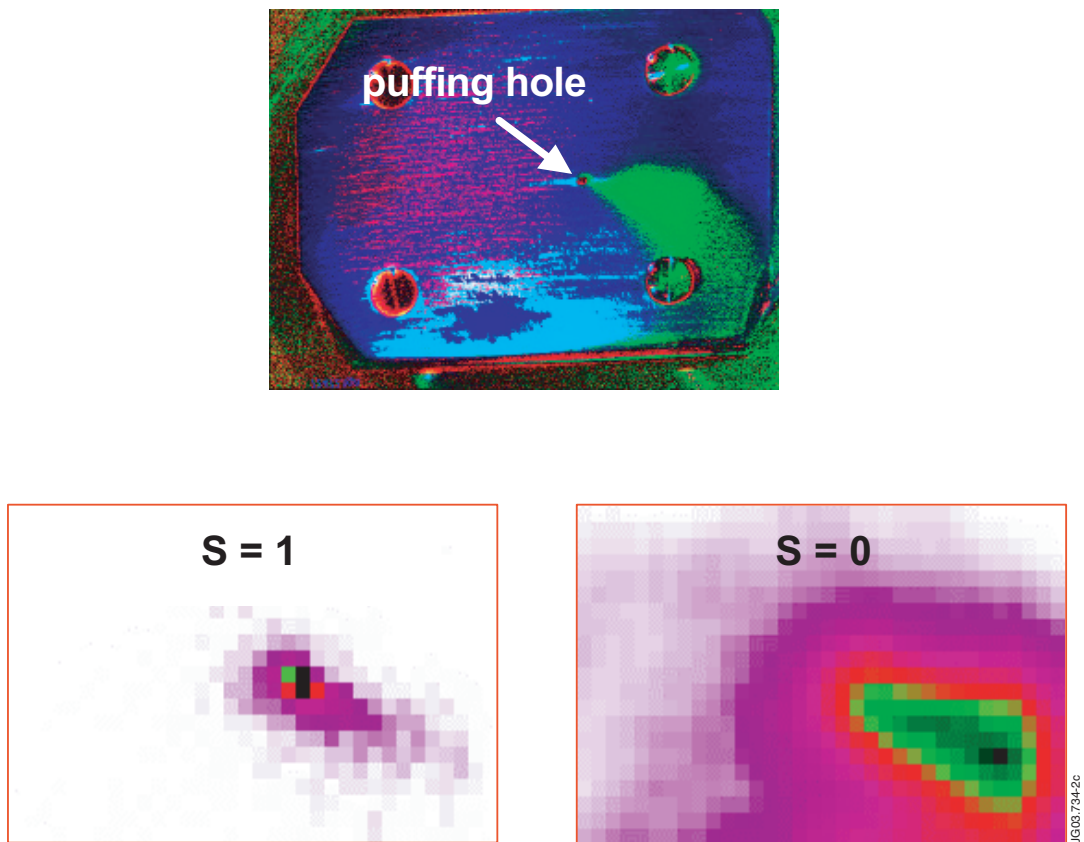 puffing hole
S = 1
S = 0
JG03.734-2c